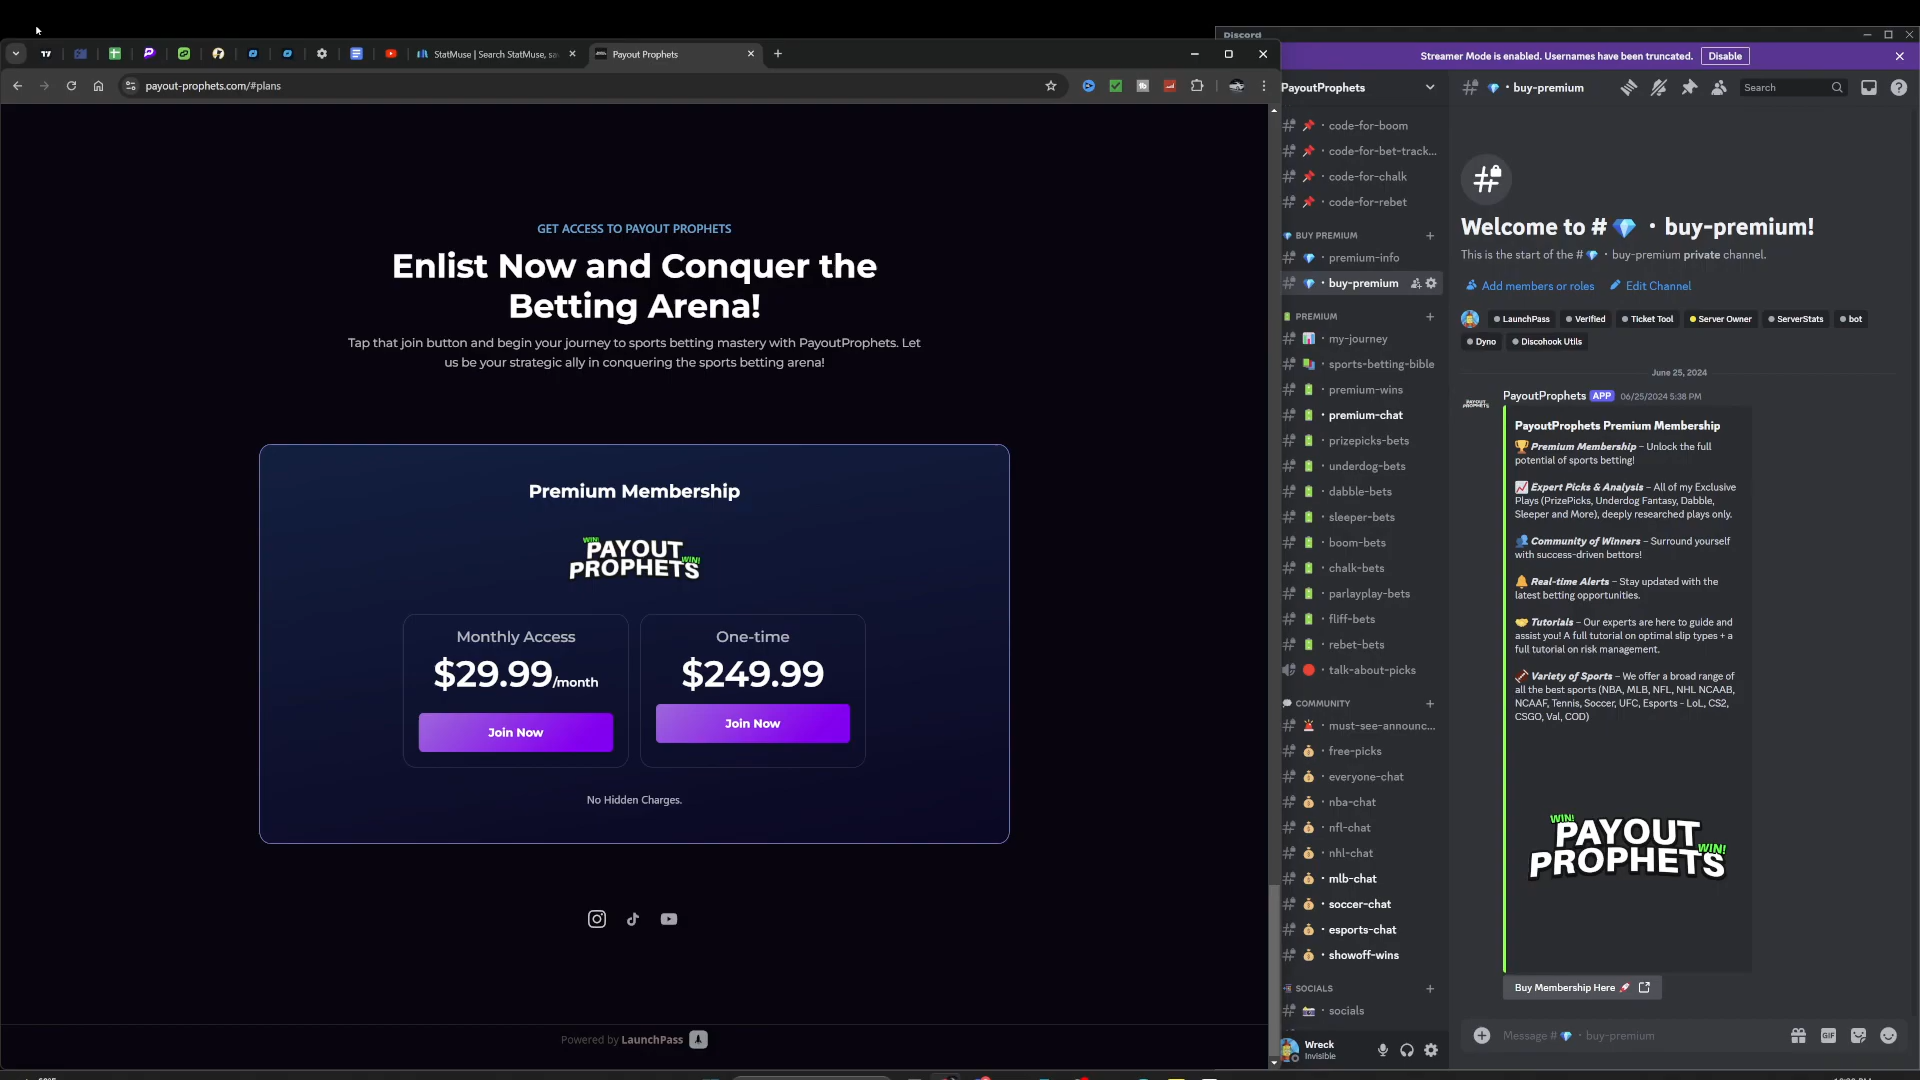 Discord
StatMuse | Search StatMuse, sa
Payout Prophets
payout-prophets.com/#plans
GET ACCESS TO PAYOUT PROPHETS
Enlist Now and Conquer the
Betting Arena!
Tap that join button and begin your journey to sports betting mastery with PayoutProphets. Let
us be your strategic ally in conquering the sports betting arena!
Premium Membership
WIN!
PAYOUT
WIN!
PROPHETS
Monthly Access
$29.99/month
Join Now
One-time
$249.99
Join Now
No Hidden Charges.
Powered by LaunchPass
Streamer Mode is enabled. Usernames have been truncated.
Disable
PayoutProphets
code-for-boom
code-for-bet-track...
code-for-chalk
code-for-rebet
BUY PREMIUM
premium-info
buy-premium
PREMIUM
my-journey
sports-betting-bible
premium-wins
premium-chat
prizepicks-bets
underdog-bets
dabble-bets
sleeper-bets
boom-bets
chalk-bets
parlayplay-bets
fliff-bets
rebet-bets
talk-about-picks
COMMUNITY
must-see-announc...
free-picks
everyone-chat
nba-chat
nfl-chat
nhl-chat
mlb-chat
soccer-chat
esports-chat
showoff-wins
SOCIALS
socials
Wreck
Invisible
# 💎・buy-premium
Search
Welcome to # 💎・buy-premium!
This is the start of the # 💎・buy-premium private channel.
Add members or roles
Edit Channel
LaunchPass
Verified
Ticket Tool
Server Owner
ServerStats
bot
Dyno
Discohook Utils
June 25, 2024
PayoutProphets APP 06/25/2024 5:38 PM
PayoutProphets Premium Membership
🏆 Premium Membership – Unlock the full
potential of sports betting!
📈 Expert Picks & Analysis – All of my Exclusive
Plays (PrizePicks, Underdog Fantasy, Dabble,
Sleeper and More), deeply researched plays only.
👥 Community of Winners – Surround yourself
with success-driven bettors!
🔔 Real-time Alerts – Stay updated with the
latest betting opportunities.
🤝 Tutorials – Our experts are here to guide and
assist you! A full tutorial on optimal slip types + a
full tutorial on risk management.
🏈 Variety of Sports – We offer a broad range of
all the best sports (NBA, MLB, NFL, NHL NCAAB,
NCAAF, Tennis, Soccer, UFC, Esports - LoL, CS2,
CSGO, Val, COD)
WIN!
PAYOUT
WIN!
PROPHETS
Buy Membership Here 🚀
Message # 💎・buy-premium
GIF